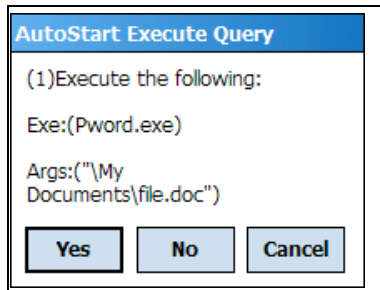 AutoStart Execute Query
(1)Execute the following:
Exe:(Pword.exe)
Args:("\My
Documents\file.doc")
Yes No Cancel